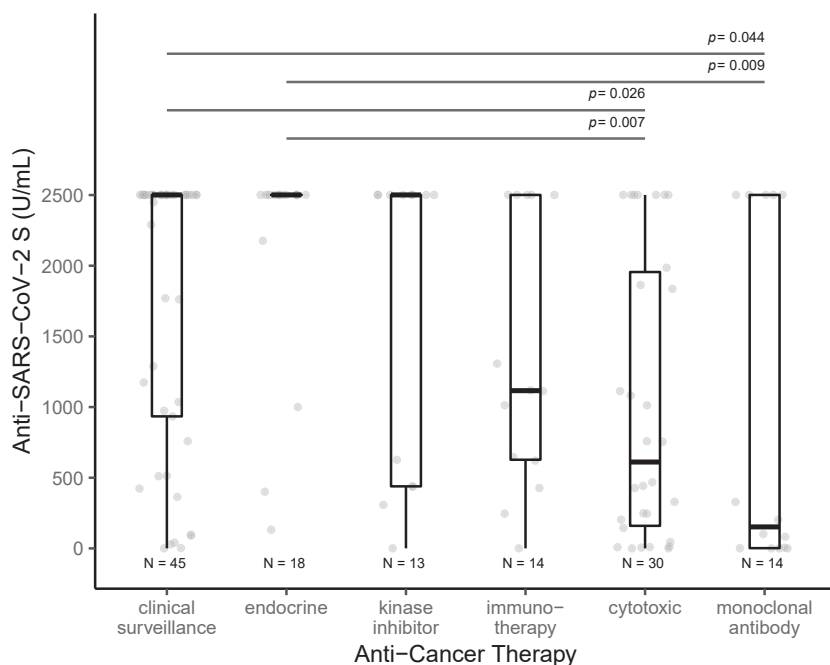 p= 0.044
p= 0.009
p= 0.026
p= 0.007
Anti−SARS−CoV−2 S (U/mL)
2500
2000
1500
1000
500
0
N = 45
N = 18
N = 13
N = 14
N = 30
N = 14
clinical
surveillance
endocrine
kinase
inhibitor
immuno−
therapy
cytotoxic
monoclonal
antibody
Anti−Cancer Therapy